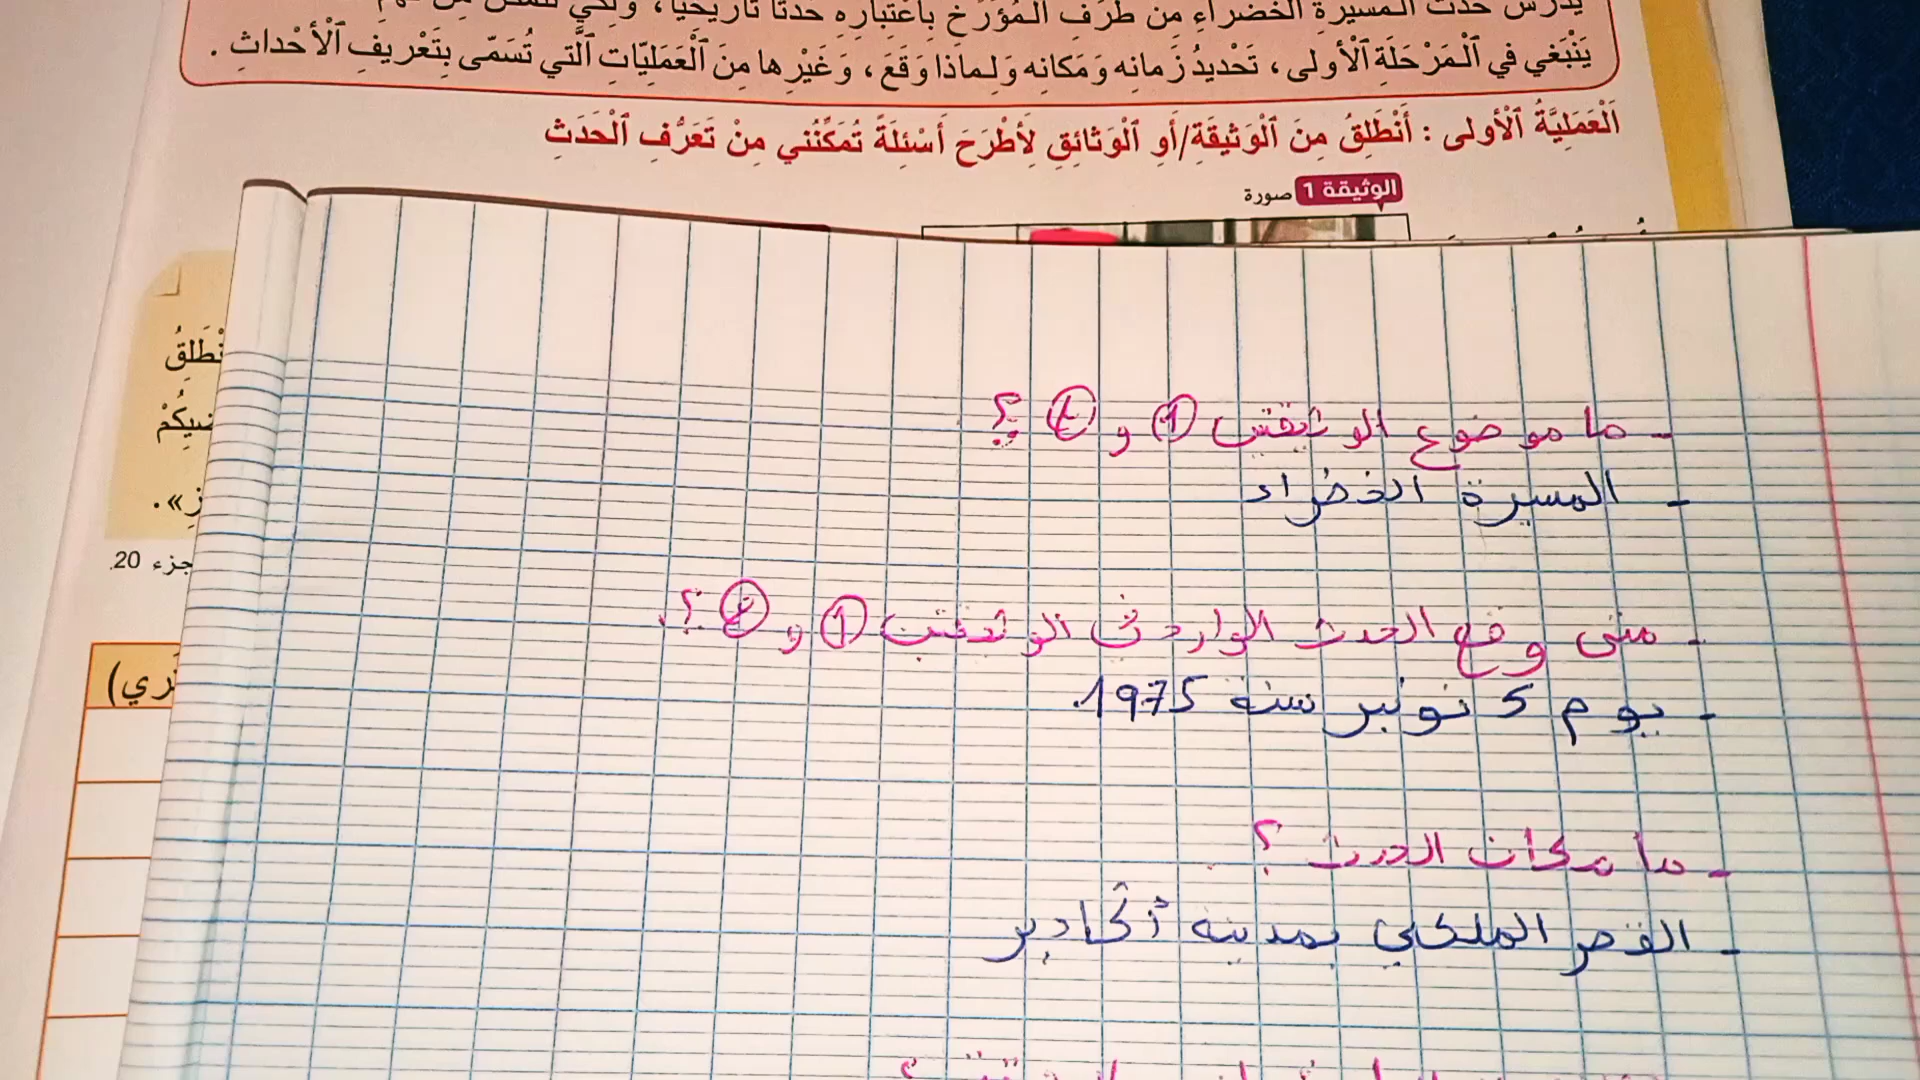 يدرس حدث المسيرة الخضراء من طرف المؤرخ باعتباره حدثا تاريخيا، ولكي
يَنْبَغي في ٱلْمَرْحَلَةِ ٱلْأولى، تَحْديدُ زَمانِهِ وَمَكانِهِ وَلِماذا وَقَعَ، وَغَيْرِها مِنَ ٱلْعَمَلِيّاتِ ٱلَّتي تُسَمّى بِتَعْريفِ ٱلْأَحْداثِ.
اَلْعَمَلِيَّةُ ٱلْأولى : أَنْطَلِقُ مِنَ ٱلْوَثيقَةِ/أَوِ ٱلْوَثائِقِ لِأَطْرَحَ أَسْئِلَةً تُمَكِّنُني مِنْ تَعَرُّفِ ٱلْحَدَثِ
الوثيقة 1 صورة
- ما موضوع الوثيقتين 1 و 2 ؟
- المسيرة الخضراء
- متى وقع الحدث الوارد في الوثيقتين 1 و 2 ؟
- يوم 5 نونبر سنة 1975.
- ما مكان الحدث ؟
- القصر الملكي بمدينة أكادير
جزء 20.